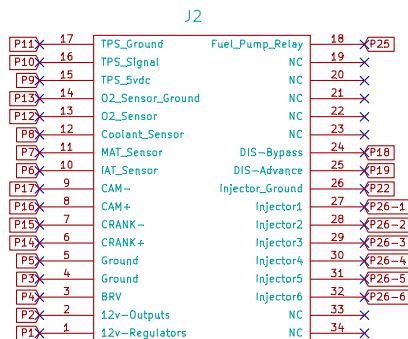 J2
P11 17 TPS_Ground Fuel_Pump_Relay 18 P25
P10 16 TPS_Signal NC 19
P9 15 TPS_5vdc NC 20
P13 14 O2_Sensor_Ground NC 21
P12 13 O2_Sensor NC 22
P8 12 Coolant_Sensor NC 23
P7 11 MAT_Sensor DIS-Bypass 24 P18
P6 10 IAT_Sensor DIS-Advance 25 P19
P17 9 CAM- Injector_Ground 26 P22
P16 8 CAM+ Injector1 27 P26-1
P15 7 CRANK- Injector2 28 P26-2
P14 6 CRANK+ Injector3 29 P26-3
P5 5 Ground Injector4 30 P26-4
P3 4 Ground Injector5 31 P26-5
P4 3 BRV Injector6 32 P26-6
P2 2 12v-Outputs NC 33
P1 1 12v-Regulators NC 34